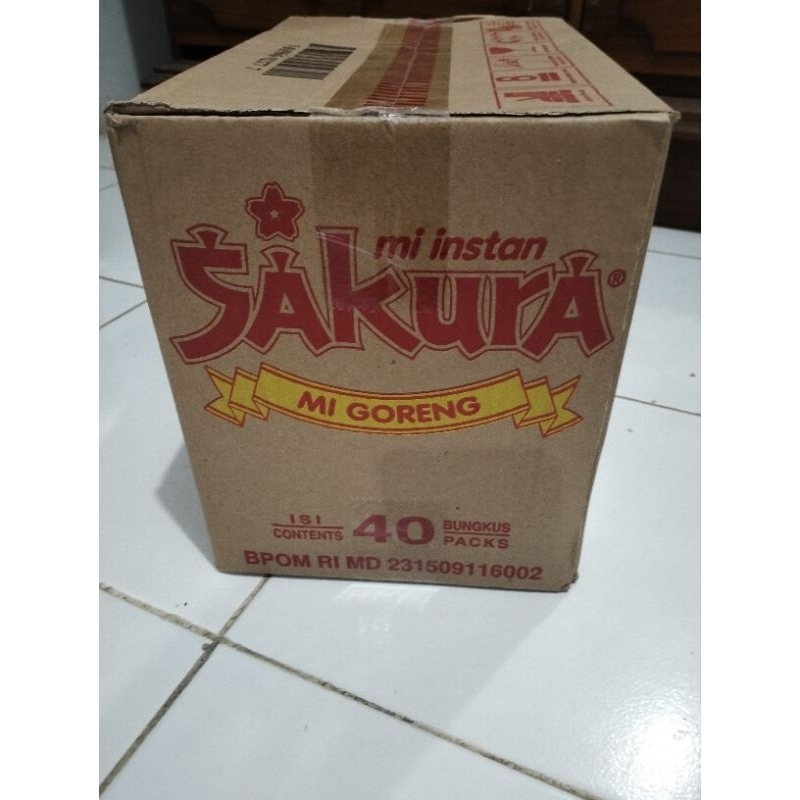 mi instan
SAkurA®
MI GORENG
ISI
CONTENTS
40
BUNGKUS
PACKS
BPOM RI MD 231509116002